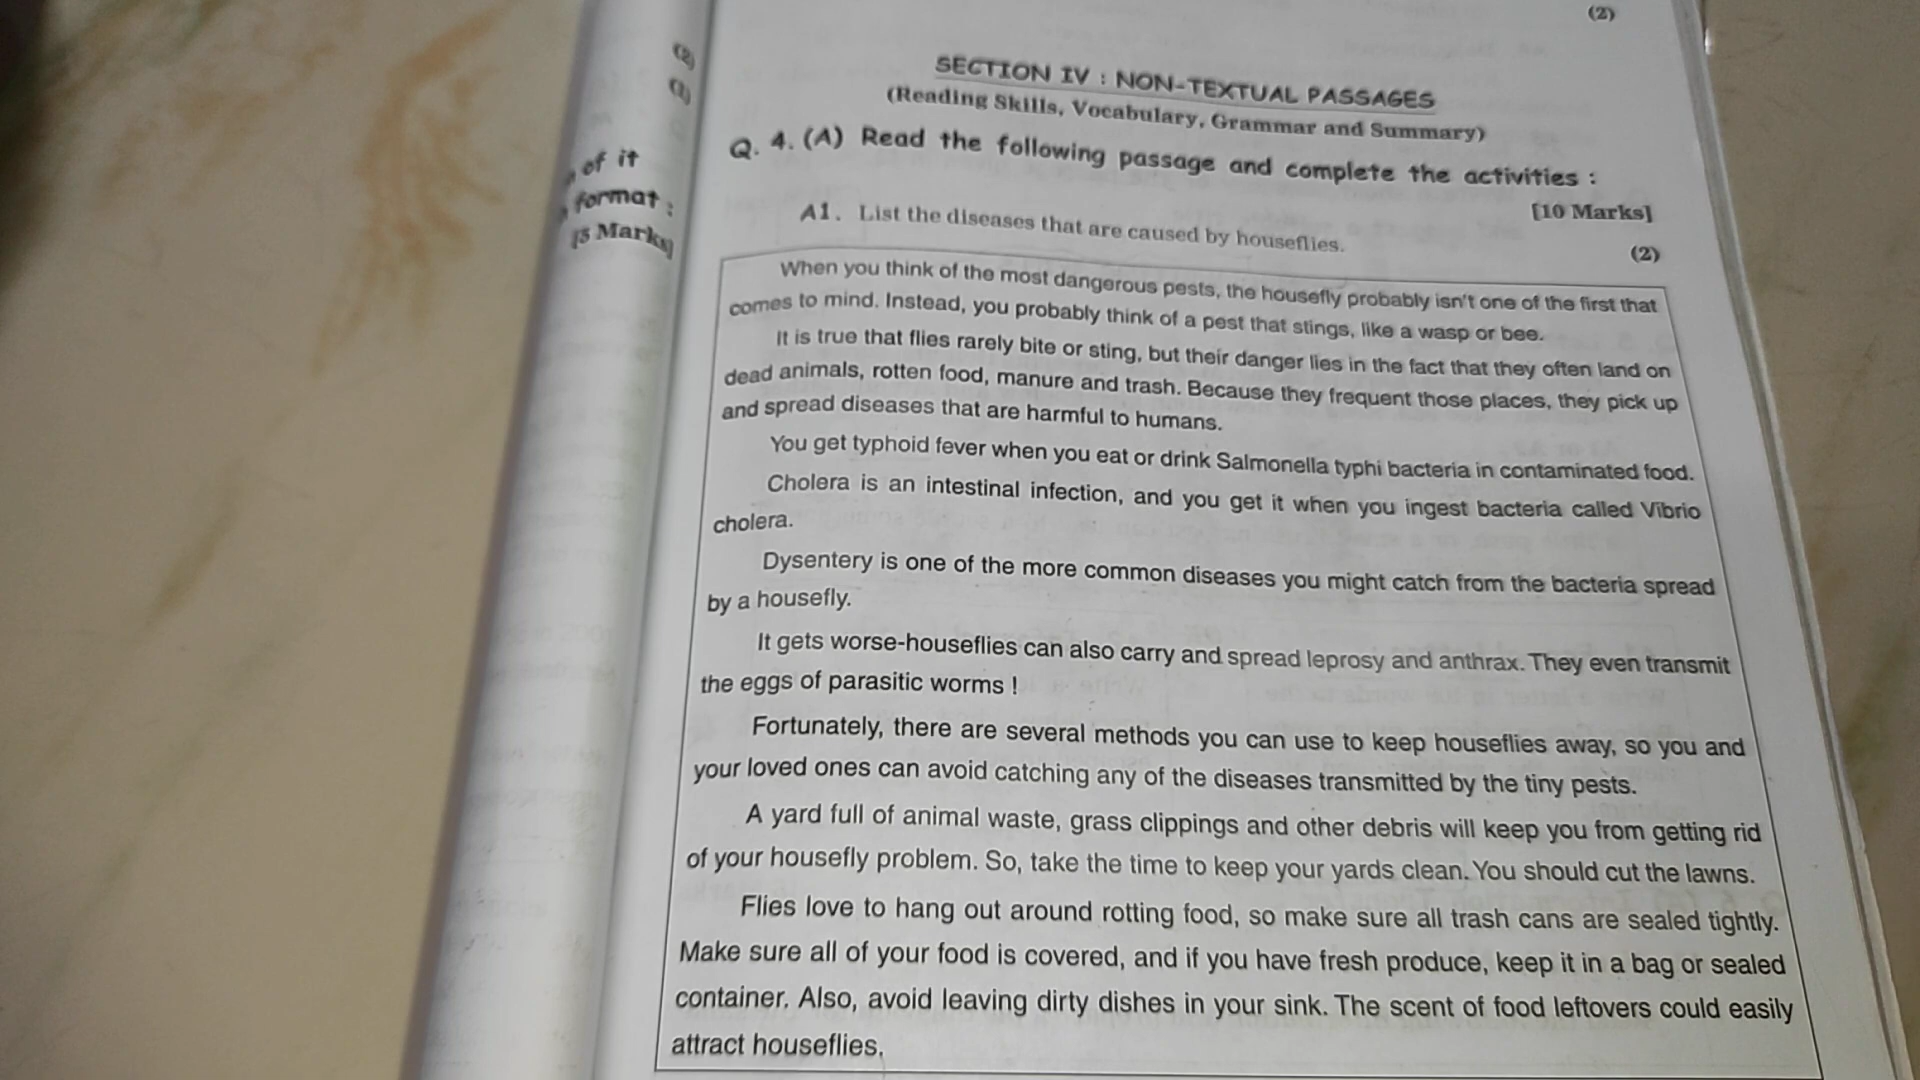 (2)
(2)
(1)
of it
format :
[5 Marks]
SECTION IV : NON-TEXTUAL PASSAGES
(Reading Skills, Vocabulary, Grammar and Summary)
Q. 4. (A) Read the following passage and complete the activities :
[10 Marks]
A1. List the diseases that are caused by houseflies.
(2)
When you think of the most dangerous pests, the housefly probably isn't one of the first that
comes to mind. Instead, you probably think of a pest that stings, like a wasp or bee.
It is true that flies rarely bite or sting, but their danger lies in the fact that they often land on
dead animals, rotten food, manure and trash. Because they frequent those places, they pick up
and spread diseases that are harmful to humans.
You get typhoid fever when you eat or drink Salmonella typhi bacteria in contaminated food.
Cholera is an intestinal infection, and you get it when you ingest bacteria called Vibrio
cholera.
Dysentery is one of the more common diseases you might catch from the bacteria spread
by a housefly.
It gets worse-houseflies can also carry and spread leprosy and anthrax. They even transmit
the eggs of parasitic worms !
Fortunately, there are several methods you can use to keep houseflies away, so you and
your loved ones can avoid catching any of the diseases transmitted by the tiny pests.
A yard full of animal waste, grass clippings and other debris will keep you from getting rid
of your housefly problem. So, take the time to keep your yards clean. You should cut the lawns.
Flies love to hang out around rotting food, so make sure all trash cans are sealed tightly.
Make sure all of your food is covered, and if you have fresh produce, keep it in a bag or sealed
container. Also, avoid leaving dirty dishes in your sink. The scent of food leftovers could easily
attract houseflies.